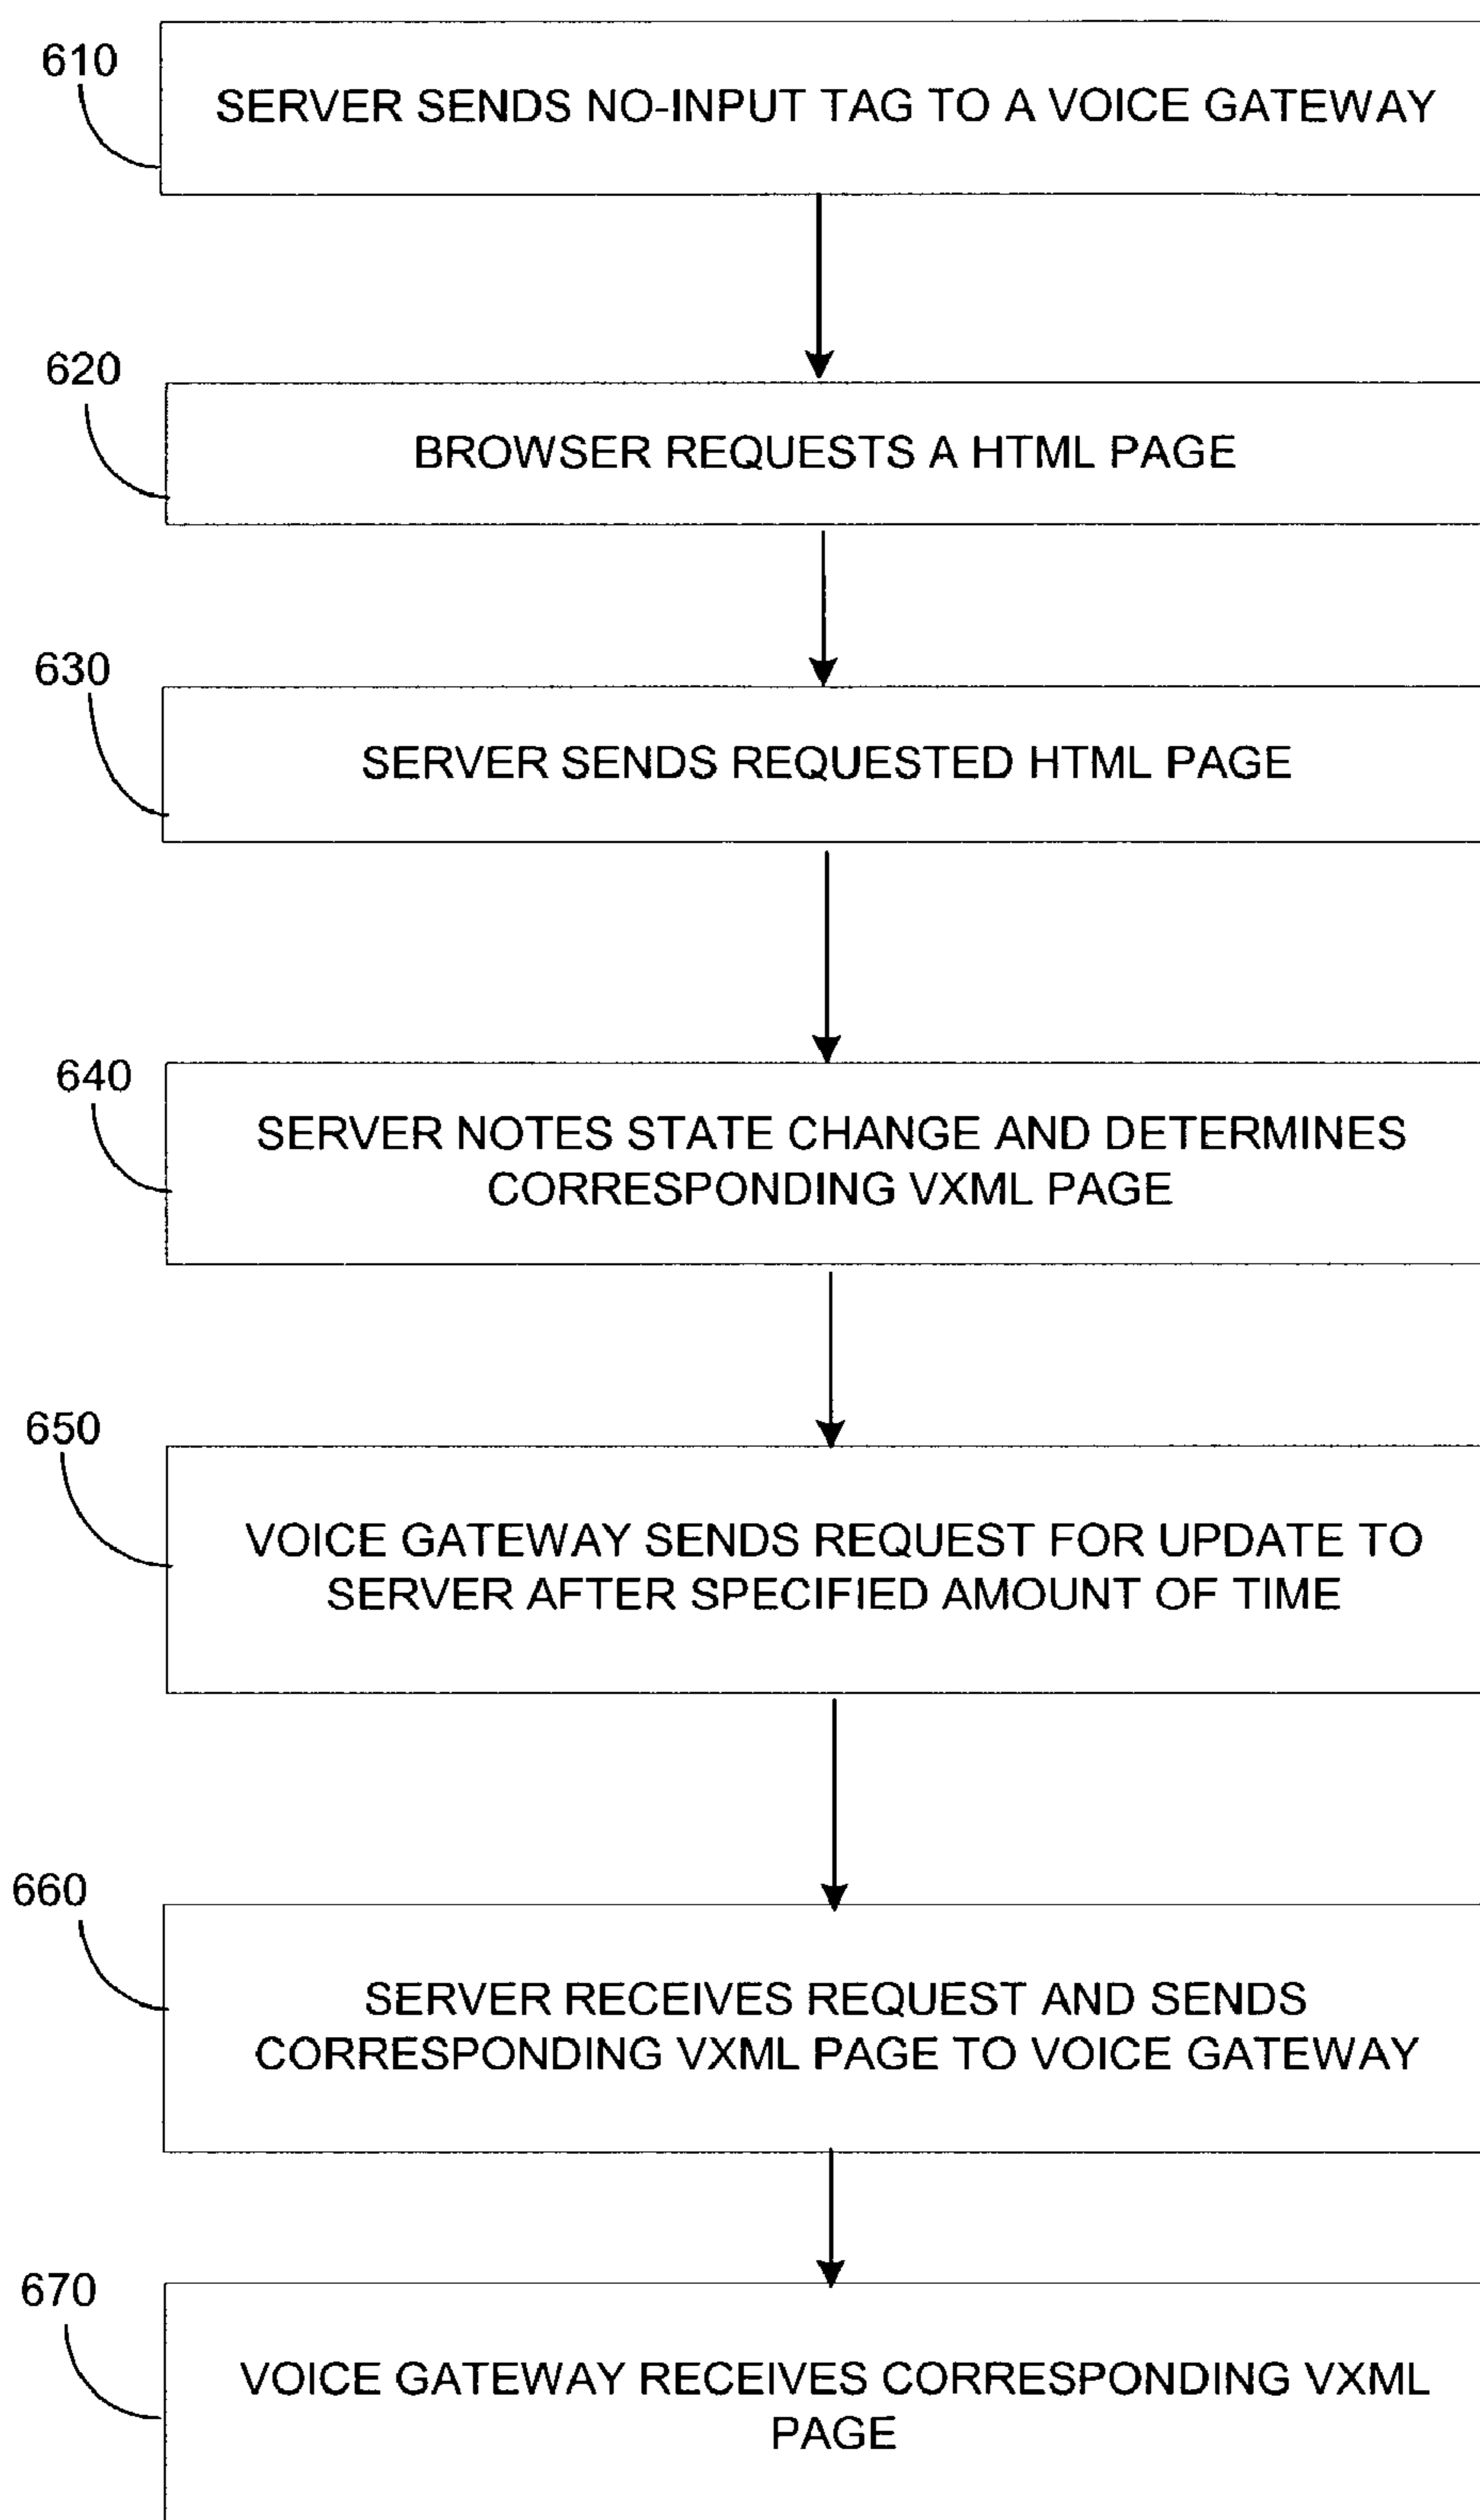 610
SERVER SENDS NO-INPUT TAG TO A VOICE GATEWAY
620
BROWSER REQUESTS A HTML PAGE
630
SERVER SENDS REQUESTED HTML PAGE
640
SERVER NOTES STATE CHANGE AND DETERMINES
CORRESPONDING VXML PAGE
650
VOICE GATEWAY SENDS REQUEST FOR UPDATE TO
SERVER AFTER SPECIFIED AMOUNT OF TIME
660
SERVER RECEIVES REQUEST AND SENDS
CORRESPONDING VXML PAGE TO VOICE GATEWAY
670
VOICE GATEWAY RECEIVES CORRESPONDING VXML
PAGE